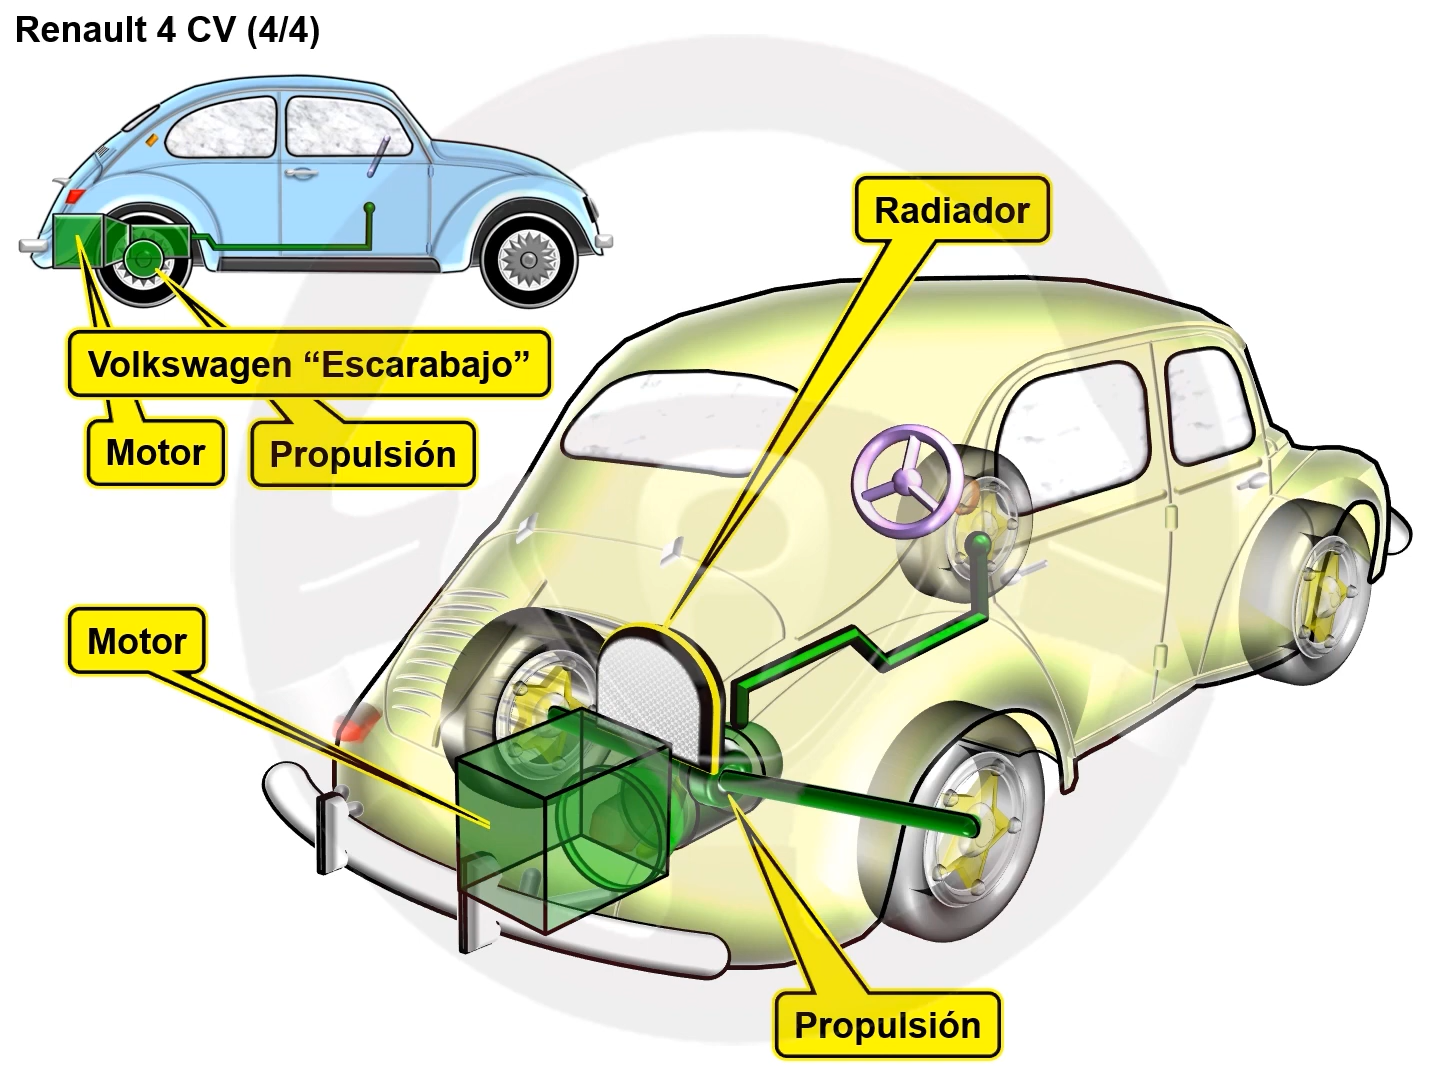 Renault 4 CV (4/4)
Radiador
Volkswagen “Escarabajo”
Motor
Propulsión
Motor
Propulsión